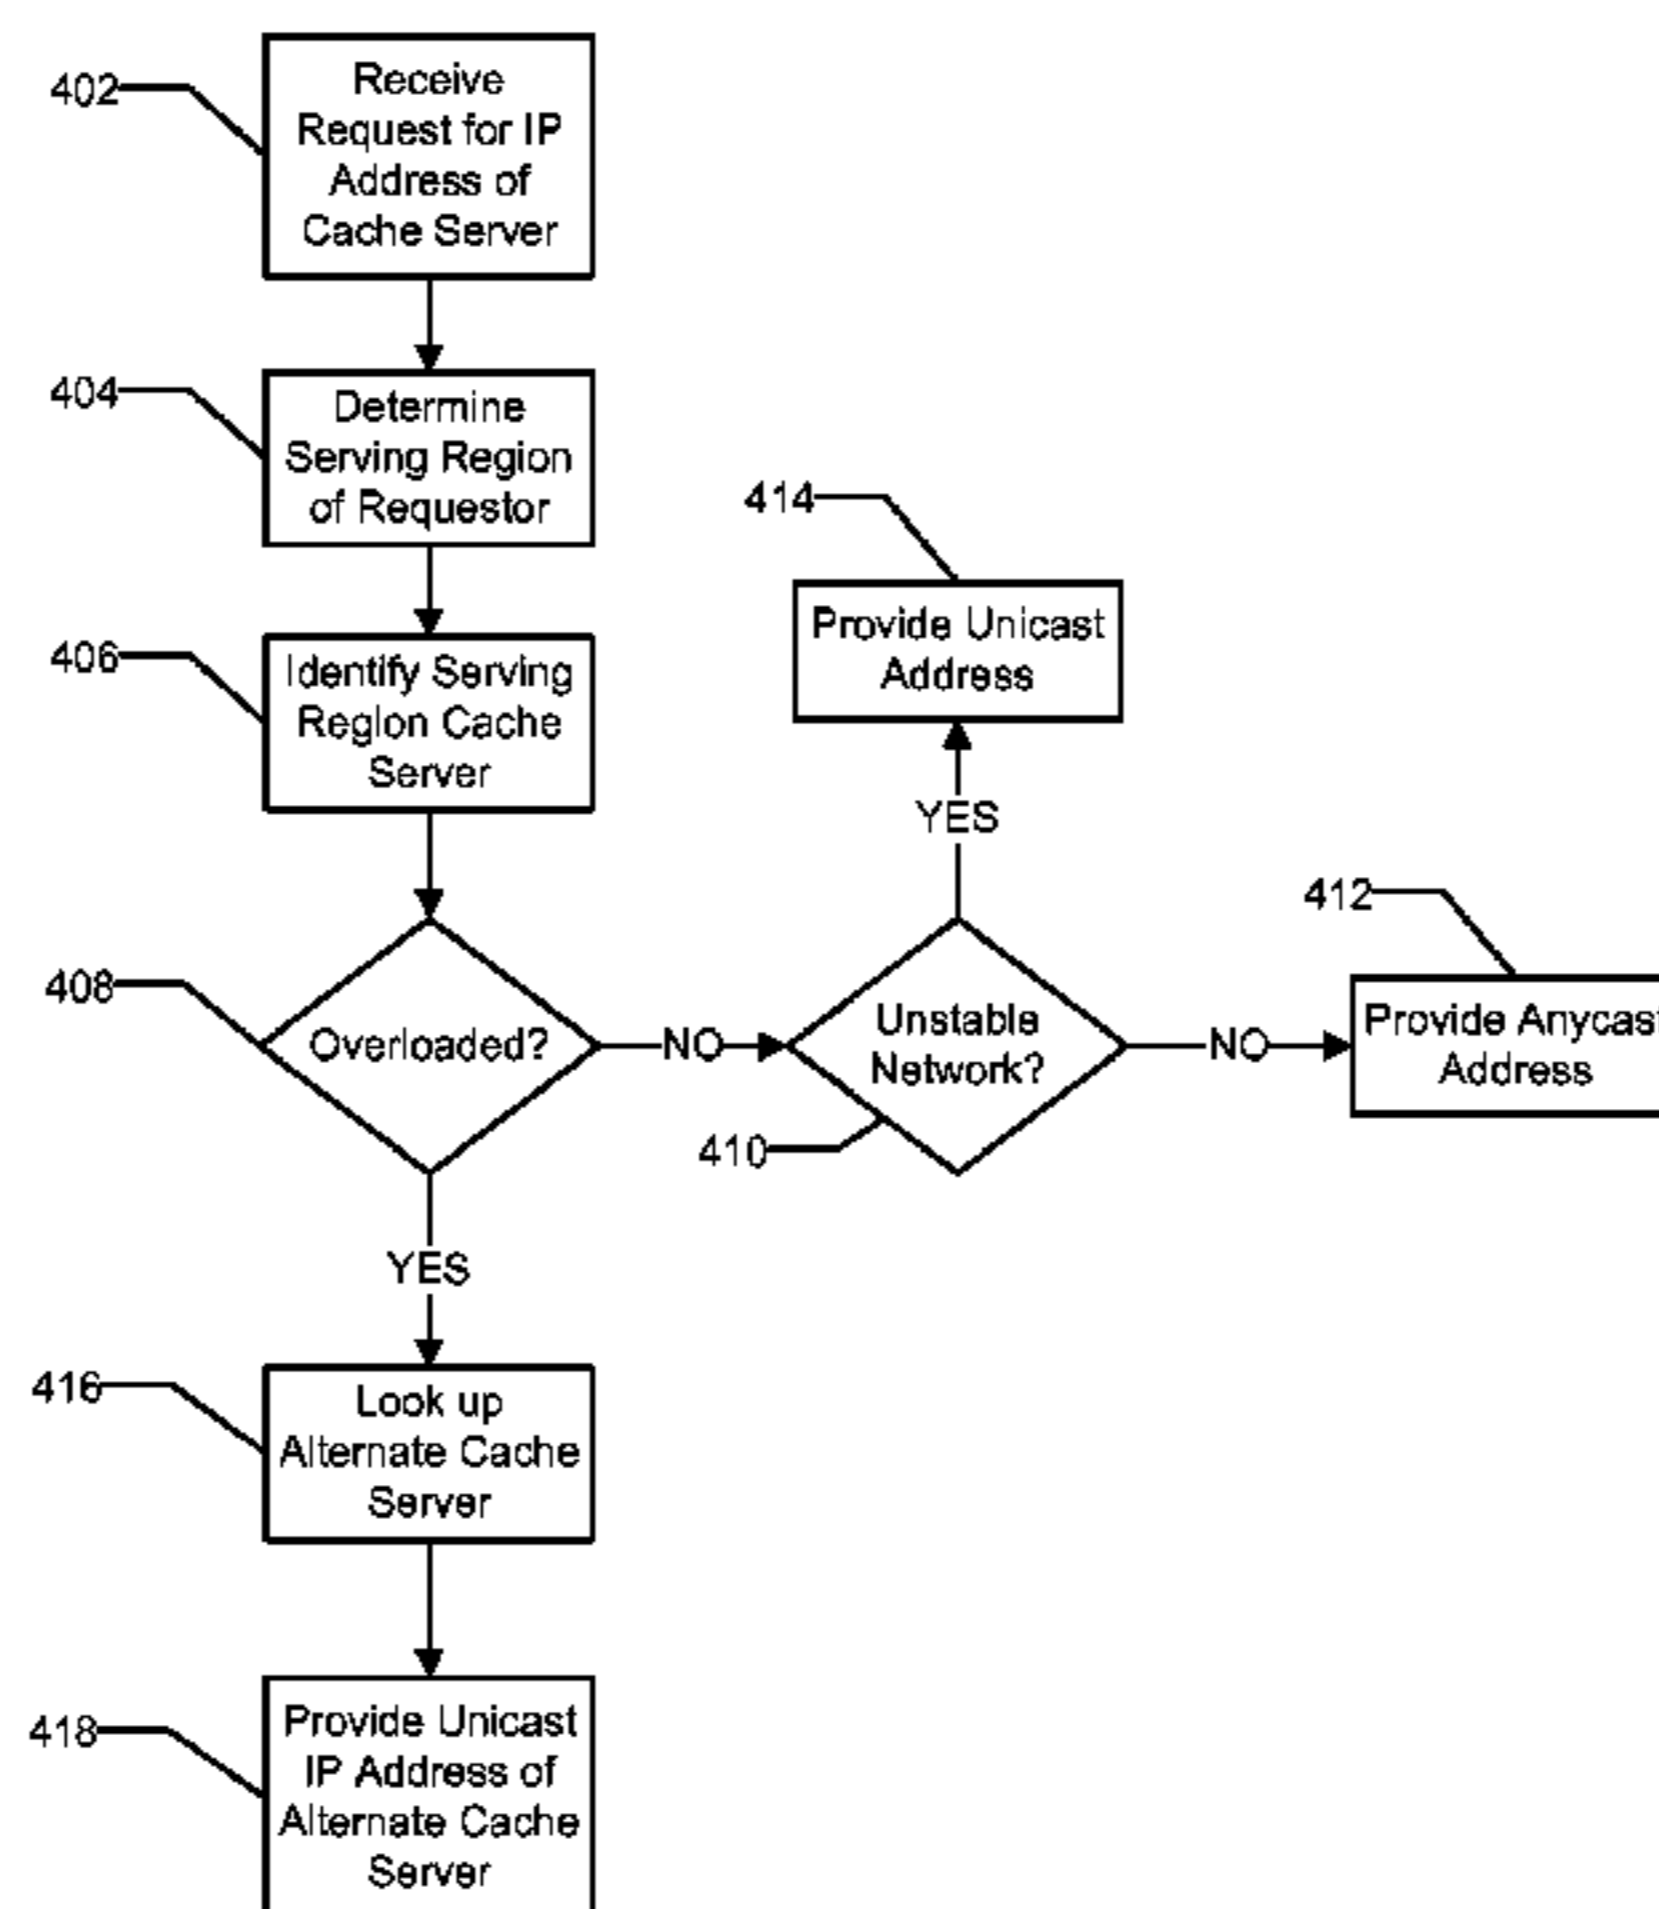 402
Receive
Request for IP
Address of
Cache Server
404
Determine
Serving Region
of Requestor
406
Identify Serving
Region Cache
Server
414
Provide Unicast
Address
YES
408
Overloaded?
NO
Unstable
Network?
410
NO
412
Provide Anycast
Address
YES
416
Look up
Alternate Cache
Server
418
Provide Unicast
IP Address of
Alternate Cache
Server